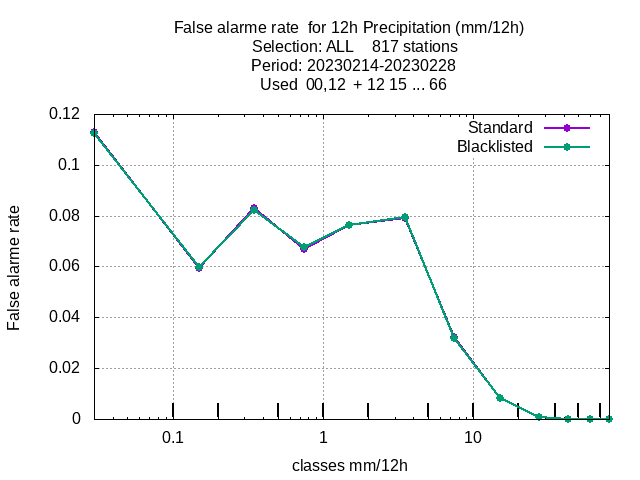 False alarme rate  for 12h Precipitation (mm/12h)
Selection: ALL    817 stations
Period: 20230214-20230228
Used  00,12  + 12 15 ... 66
Standard
Blacklisted
0.12
0.1
0.08
0.06
0.04
0.02
0
False alarme rate
0.1
1
10
classes mm/12h